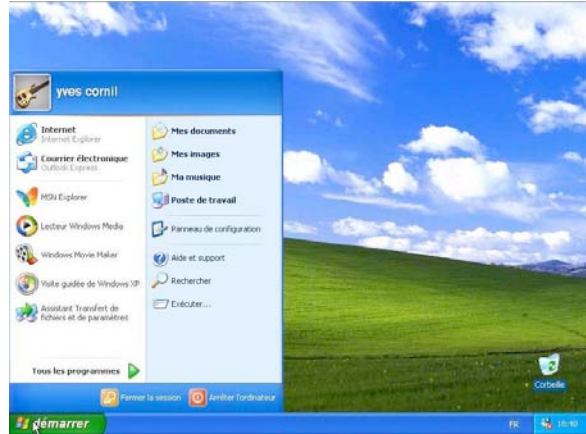 yves cornil
Internet
Internet Explorer
Courrier électronique
Outlook Express
MSN Explorer
Lecteur Windows Media
Windows Movie Maker
Visite guidée de Windows XP
Assistant Transfert de
fichiers et de paramètres
Tous les programmes
Mes documents
Mes images
Ma musique
Poste de travail
Panneau de configuration
Aide et support
Rechercher
Exécuter...
Fermer la session
Arrêter l'ordinateur
Corbeille
démarrer
FR
18:40